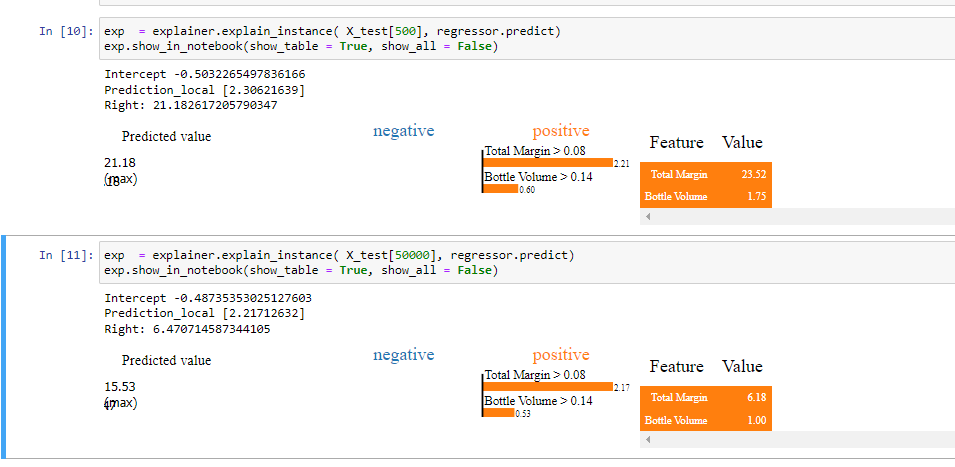 In [10]: exp = explainer.explain_instance( X_test[500], regressor.predict)
exp.show_in_notebook(show_table = True, show_all = False)
Intercept -0.5032265497836166
Prediction_local [2.30621639]
Right: 21.182617205790347
Predicted value
21.18
(max)
negative
positive
Total Margin > 0.08
2.21
Bottle Volume > 0.14
0.60
Feature Value
Total Margin 23.52
Bottle Volume 1.75
In [11]: exp = explainer.explain_instance( X_test[50000], regressor.predict)
exp.show_in_notebook(show_table = True, show_all = False)
Intercept -0.48735353025127603
Prediction_local [2.21712632]
Right: 6.470714587344105
Predicted value
15.53
(max)
negative
positive
Total Margin > 0.08
2.17
Bottle Volume > 0.14
0.53
Feature Value
Total Margin 6.18
Bottle Volume 1.00